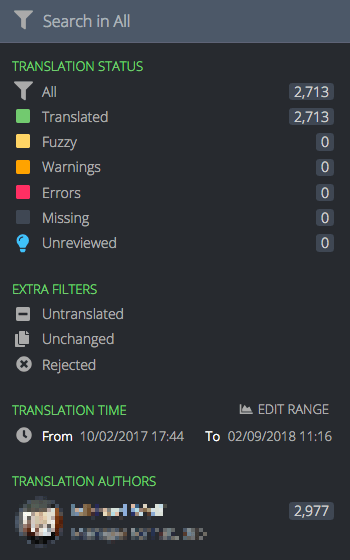 Search in All
TRANSLATION STATUS
All 2,713
Translated 2,713
Fuzzy 0
Warnings 0
Errors 0
Missing 0
Unreviewed 0
EXTRA FILTERS
Untranslated
Unchanged
Rejected
TRANSLATION TIME EDIT RANGE
From 10/02/2017 17:44 To 02/09/2018 11:16
TRANSLATION AUTHORS
2,977